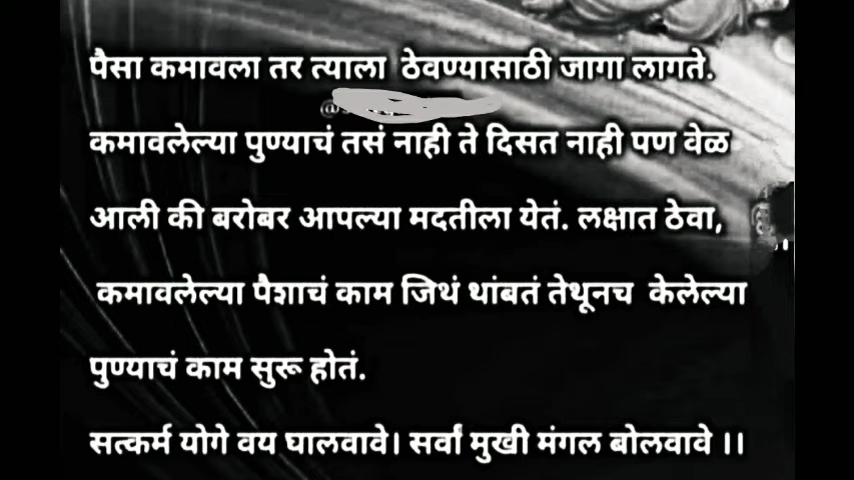 पैसा कमावला तर त्याला ठेवण्यासाठी जागा लागते.
कमावलेल्या पुण्याचं तसं नाही ते दिसत नाही पण वेळ
आली की बरोबर आपल्या मदतीला येतं. लक्षात ठेवा,
कमावलेल्या पैशाचं काम जिथं थांबतं तेथूनच केलेल्या
पुण्याचं काम सुरू होतं.
सत्कर्म योगे वय घालवावे। सर्वां मुखी मंगल बोलवावे ।।